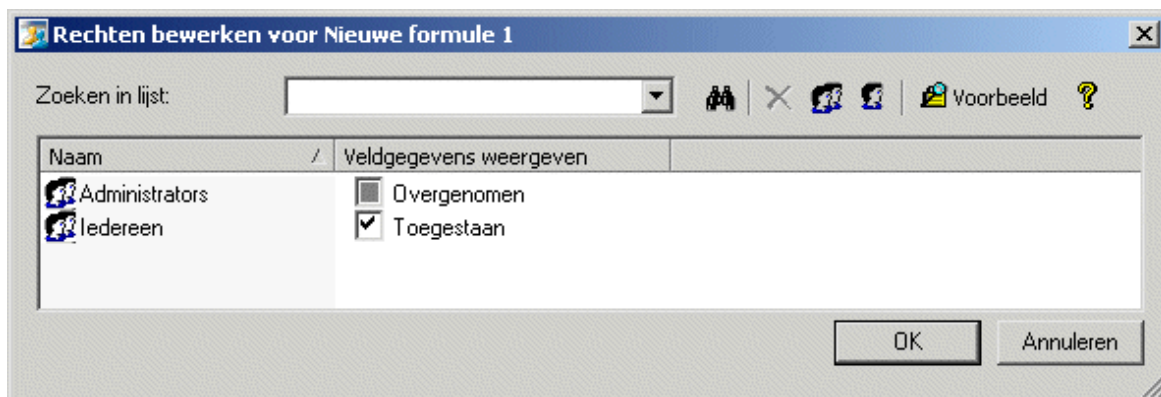 Rechten bewerken voor Nieuwe formule 1
Zoeken in lijst: Voorbeeld
Naam Veldgegevens weergeven
Administrators Overgenomen
Iedereen Toegestaan
OK Annuleren